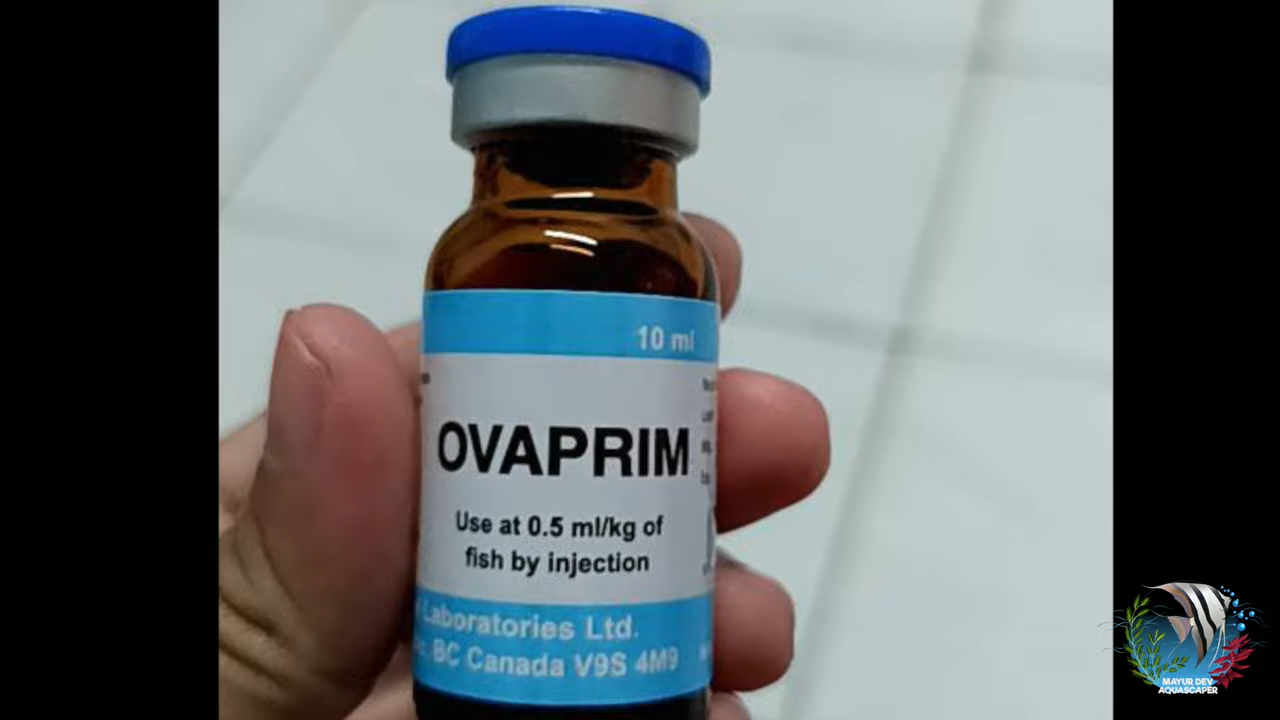 10 ml
OVAPRIM
Use at 0.5 ml/kg of
fish by injection
Laboratories Ltd.
BC Canada V9S 4M9
MAYUR DEV
AQUASCAPER